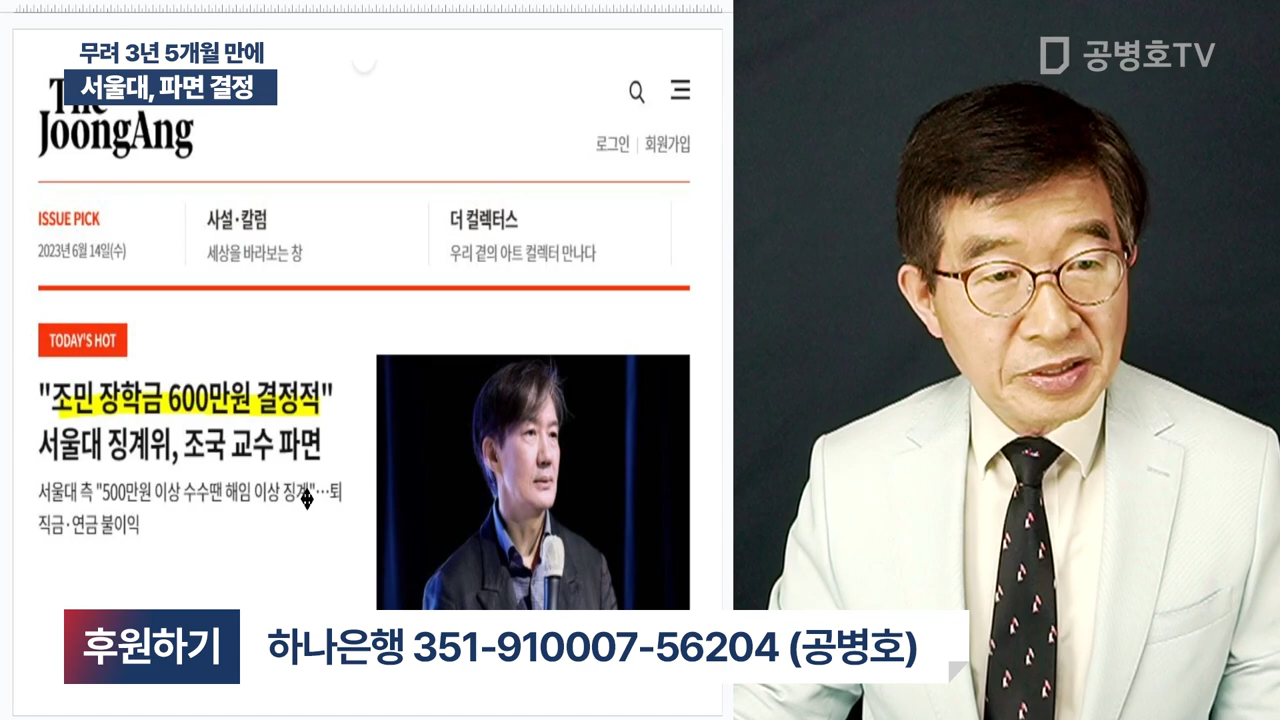 무려 3년 5개월 만에
서울대, 파면 결정
The
JoongAng
로그인 | 회원가입
ISSUE PICK
2023년 6월 14일(수)
사설·칼럼
세상을 바라보는 창
더 컬렉터스
우리 곁의 아트 컬렉터 만나다
TODAY'S HOT
"조민 장학금 600만원 결정적"
서울대 징계위, 조국 교수 파면
서울대 측 "500만원 이상 수수땐 해임 이상 징계"…퇴
직금·연금 불이익
공병호TV
후원하기
하나은행 351-910007-56204 (공병호)